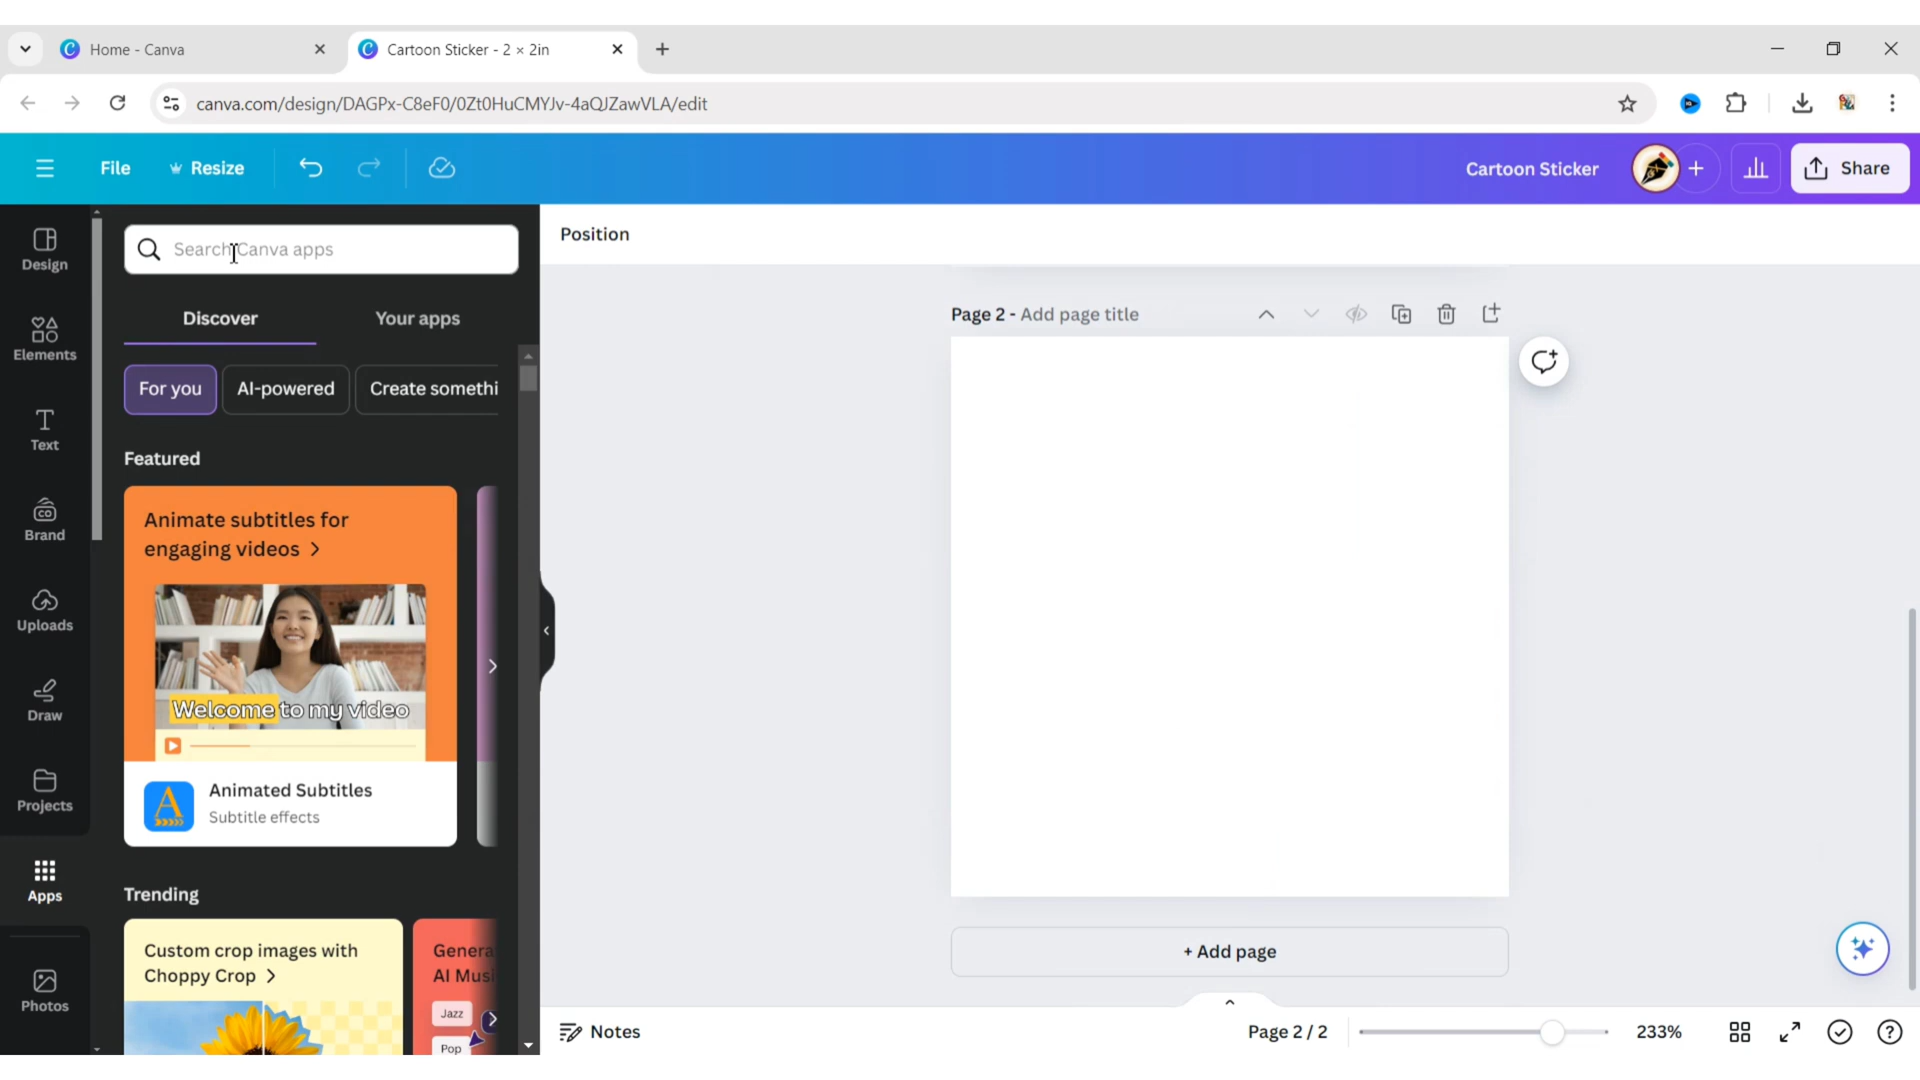 Home - Canva
Cartoon Sticker - 2 × 2in
canva.com/design/DAGPx-C8eF0/0Zt0HuCMYJv-4aQJZawVLA/edit
File
Resize
Cartoon Sticker
Share
Design
Elements
Text
Brand
Uploads
Draw
Projects
Apps
Photos
Search Canva apps
Discover
Your apps
For you
AI-powered
Create somethi
Featured
Animate subtitles for
engaging videos
Welcome to my video
Animated Subtitles
Subtitle effects
Trending
Custom crop images with
Choppy Crop
Genera
AI Musi
Jazz
Pop
Position
Page 2 - Add page title
+ Add page
Notes
Page 2 / 2
233%